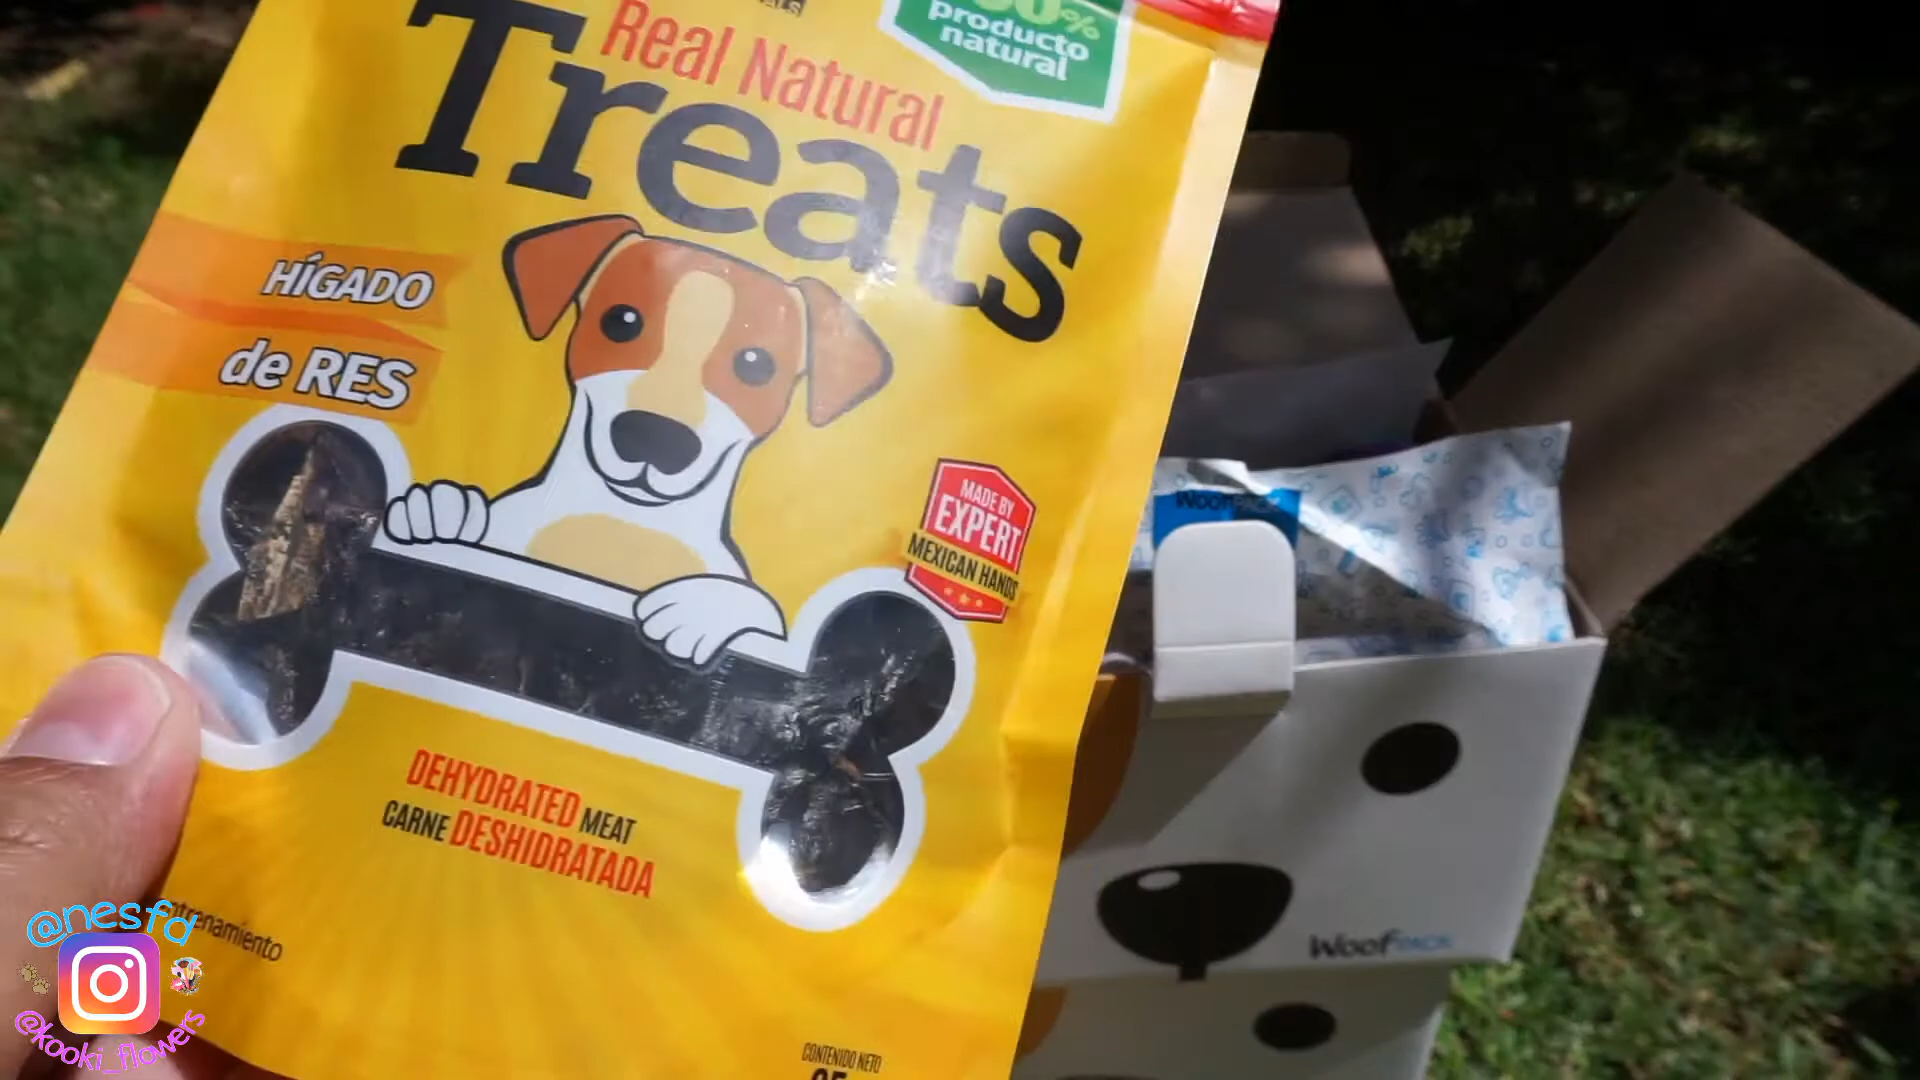 Real Natural
Treats
producto
natural
HÍGADO
de RES
MADE BY
EXPERT
MEXICAN HANDS
DEHYDRATED MEAT
CARNE DESHIDRATADA
CONTENIDO NETO
WOOFPACK
@nesfd
@kooki_flowers